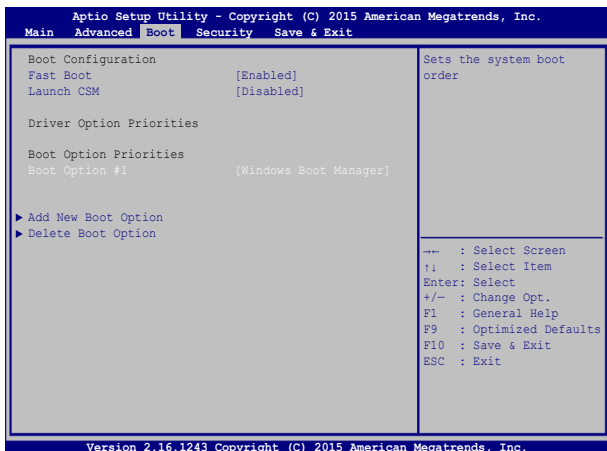 Aptio Setup Utility - Copyright (C) 2015 American Megatrends, Inc.
Main Advanced Boot Security Save & Exit
Boot Configuration
Fast Boot [Enabled]
Launch CSM [Disabled]
Driver Option Priorities
Boot Option Priorities
Boot Option #1 [Windows Boot Manager]
▶ Add New Boot Option
▶ Delete Boot Option
Sets the system boot
order
→← : Select Screen
↑↓ : Select Item
Enter: Select
+/— : Change Opt.
F1 : General Help
F9 : Optimized Defaults
F10 : Save & Exit
ESC : Exit
Version 2.16.1243 Copyright (C) 2015 American Megatrends, Inc.